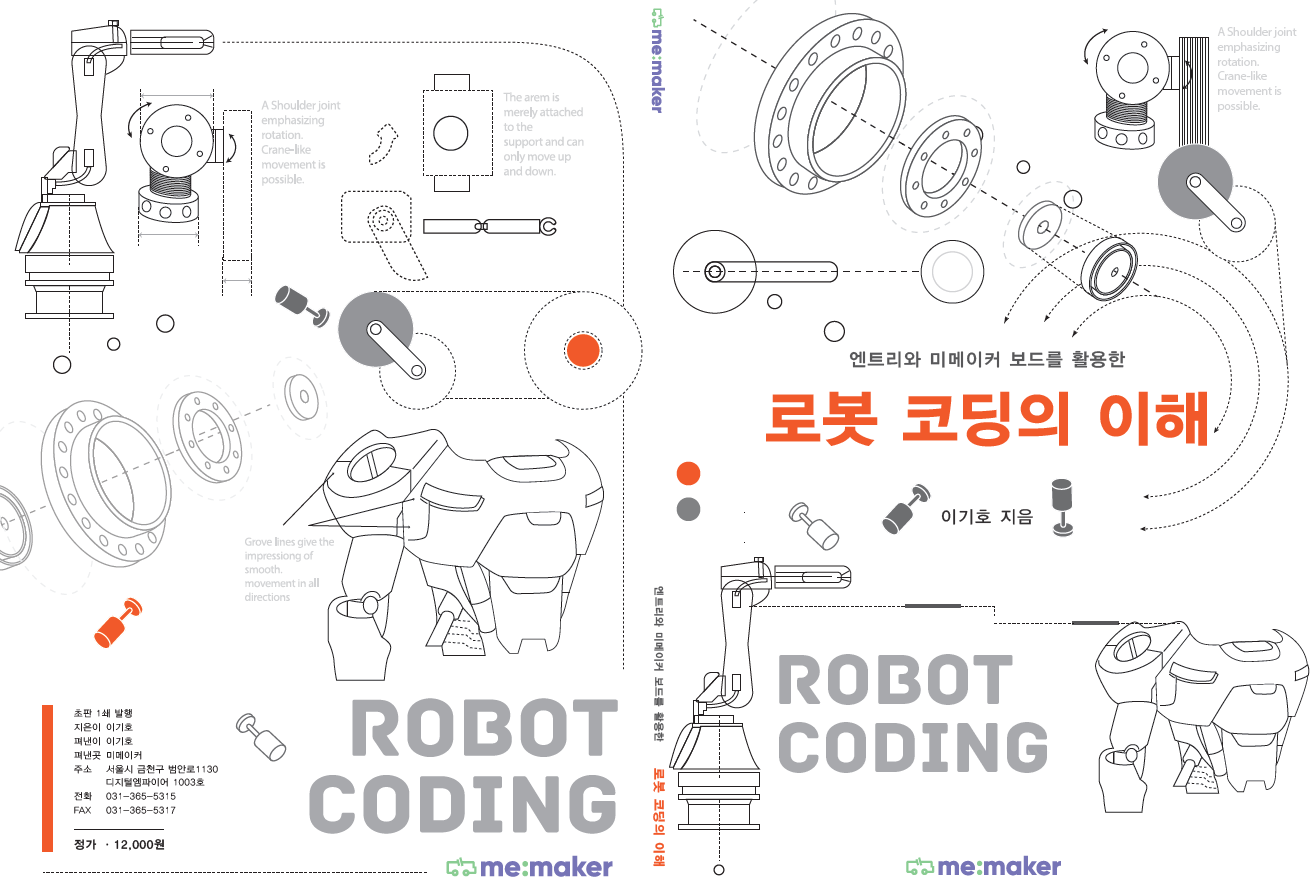 A Shoulder joint
emphasizing
rotation.
Crane-like
movement is
possible.
The arem is
merely attached
to the
support and can
only move up
and down.
Grove lines give the
impressiong of
smooth.
movement in all
directions
초판 1쇄 발행
지은이 이기호
펴낸이 이기호
펴낸곳 미메이커
주소 서울시 금천구 범안로1130
디지털엠파이어 1003호
전화 031-365-5315
FAX 031-365-5317
정가 · 12,000원
ROBOT
CODING
me:maker
me:maker
엔트리와 미메이커 보드를 활용한
로봇 코딩의 이해
A Shoulder joint
emphasizing
rotation.
Crane-like
movement is
possible.
엔트리와 미메이커 보드를 활용한
로봇 코딩의 이해
이기호 지음
ROBOT
CODING
me:maker